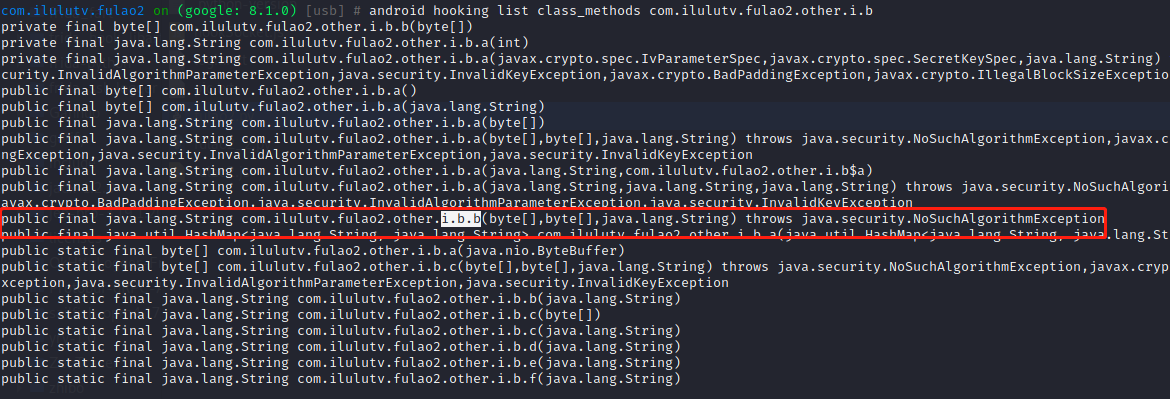 com.ilulutv.fulao2 on (google: 8.1.0) [usb] # android hooking list class_methods com.ilulutv.fulao2.other.i.b
private final byte[] com.ilulutv.fulao2.other.i.b.b(byte[])
private final java.lang.String com.ilulutv.fulao2.other.i.b.a(int)
private final java.lang.String com.ilulutv.fulao2.other.i.b.a(javax.crypto.spec.IvParameterSpec,javax.crypto.spec.SecretKeySpec,java.lang.String)
curity.InvalidAlgorithmParameterException,java.security.InvalidKeyException,javax.crypto.BadPaddingException,javax.crypto.IllegalBlockSizeExceptio
public final byte[] com.ilulutv.fulao2.other.i.b.a()
public final byte[] com.ilulutv.fulao2.other.i.b.a(java.lang.String)
public final java.lang.String com.ilulutv.fulao2.other.i.b.a(byte[])
public final java.lang.String com.ilulutv.fulao2.other.i.b.a(byte[],byte[],java.lang.String) throws java.security.NoSuchAlgorithmException,javax.c
ngException,java.security.InvalidAlgorithmParameterException,java.security.InvalidKeyException
public final java.lang.String com.ilulutv.fulao2.other.i.b.a(java.lang.String,com.ilulutv.fulao2.other.i.b$a)
public final java.lang.String com.ilulutv.fulao2.other.i.b.a(java.lang.String,java.lang.String,java.lang.String) throws java.security.NoSuchAlgori
avax.crypto.BadPaddingException,java.security.InvalidAlgorithmParameterException,java.security.InvalidKeyException
public final java.lang.String com.ilulutv.fulao2.other.i.b.b(byte[],byte[],java.lang.String) throws java.security.NoSuchAlgorithmException
public final java.util.HashMap<java.lang.String, java.lang.String> com.ilulutv.fulao2.other.i.b.a(java.util.HashMap<java.lang.String, java.lang.St
public static final byte[] com.ilulutv.fulao2.other.i.b.a(java.nio.ByteBuffer)
public static final byte[] com.ilulutv.fulao2.other.i.b.c(byte[],byte[],java.lang.String) throws java.security.NoSuchAlgorithmException,javax.cryp
xception,java.security.InvalidAlgorithmParameterException,java.security.InvalidKeyException
public static final java.lang.String com.ilulutv.fulao2.other.i.b.b(java.lang.String)
public static final java.lang.String com.ilulutv.fulao2.other.i.b.c(byte[])
public static final java.lang.String com.ilulutv.fulao2.other.i.b.c(java.lang.String)
public static final java.lang.String com.ilulutv.fulao2.other.i.b.d(java.lang.String)
public static final java.lang.String com.ilulutv.fulao2.other.i.b.e(java.lang.String)
public static final java.lang.String com.ilulutv.fulao2.other.i.b.f(java.lang.String)